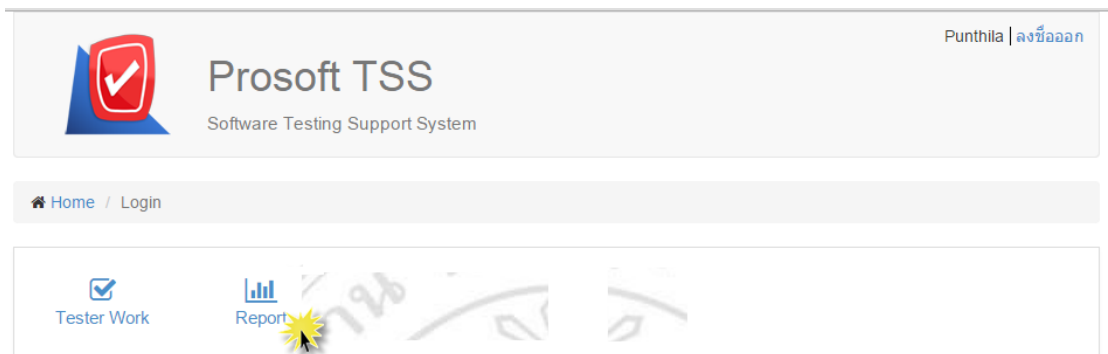 Punthila | ลงชื่อออก
Prosoft TSS
Software Testing Support System
Home / Login
Tester Work
Report